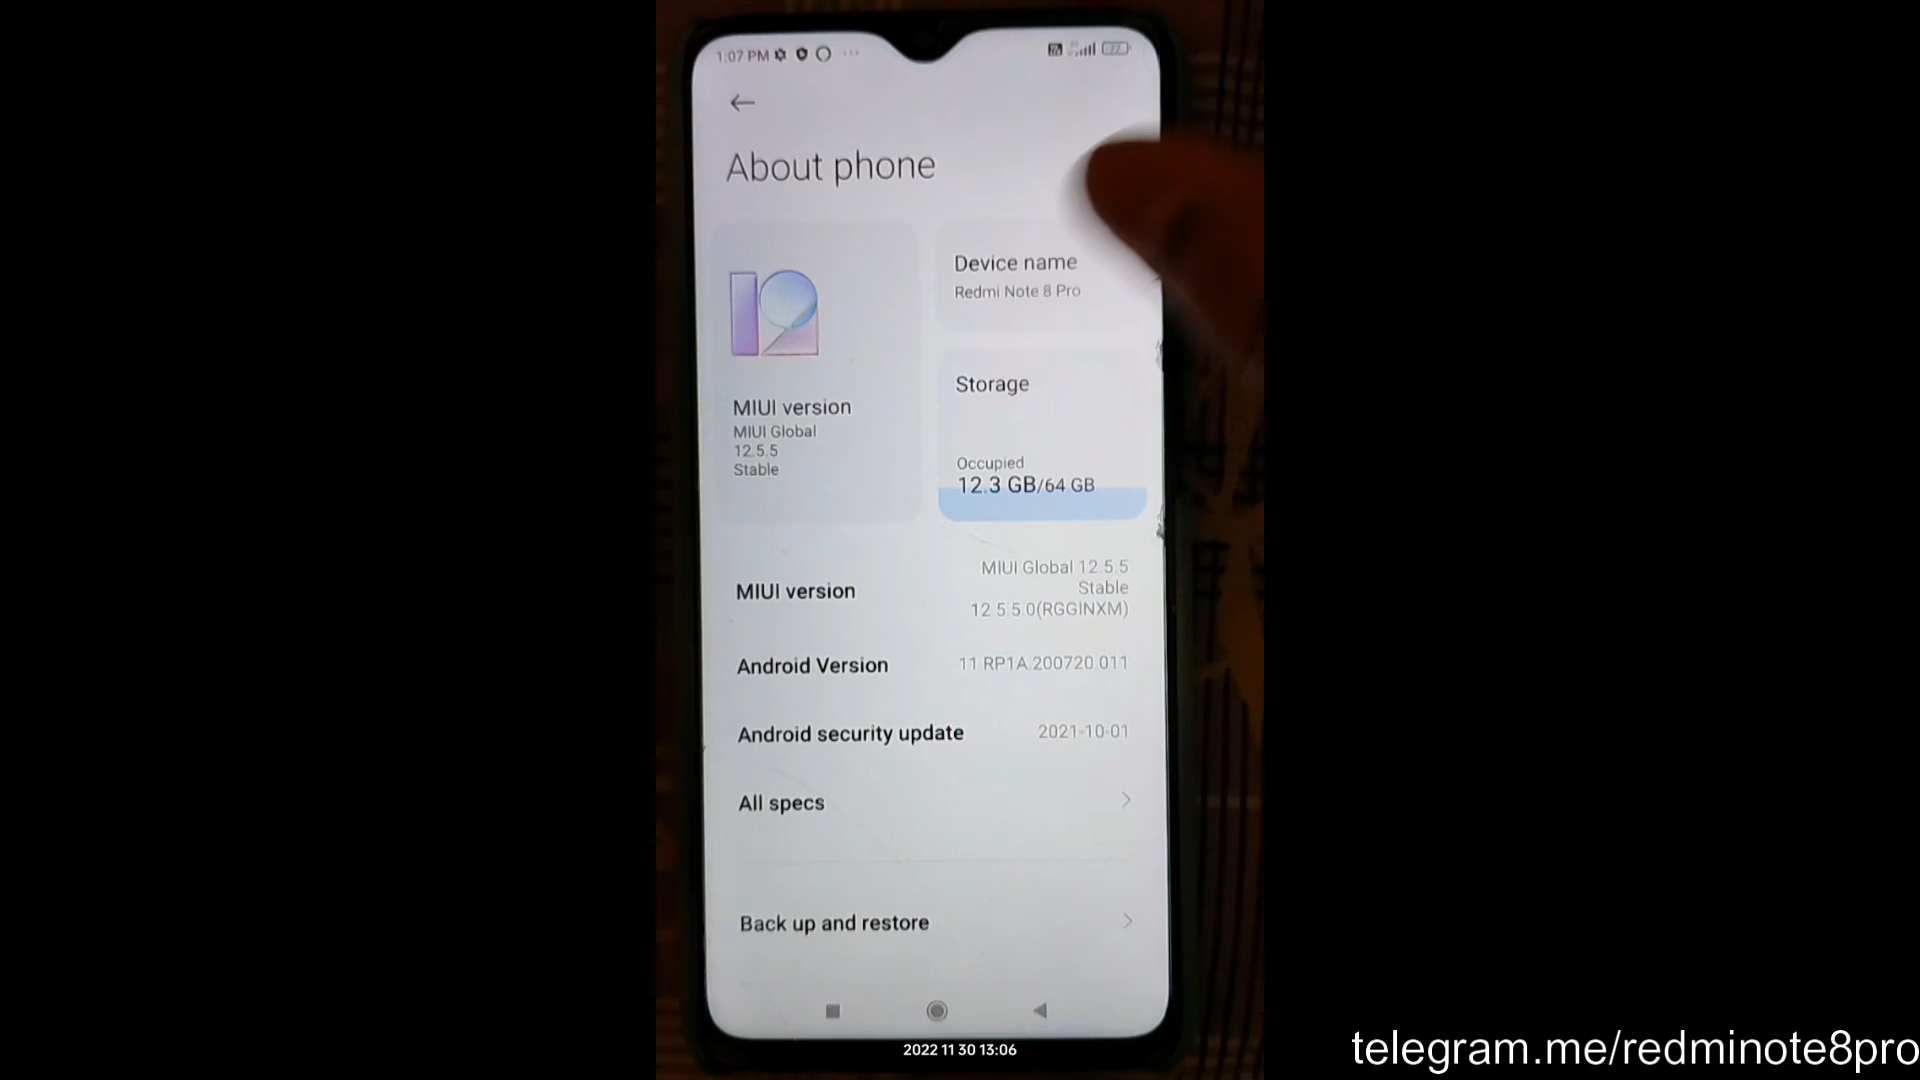 1:07 PM
About phone
Device name
Redmi Note 8 Pro
MIUI version
MIUI Global
12.5.5
Stable
Storage
Occupied
12.3 GB/64 GB
MIUI version
MIUI Global 12.5.5
Stable
12.5.5.0(RGGINXM)
Android Version
11 RP1A.200720.011
Android security update
2021-10-01
All specs
Back up and restore
2022 11 30 13:06
telegram.me/redminote8pro